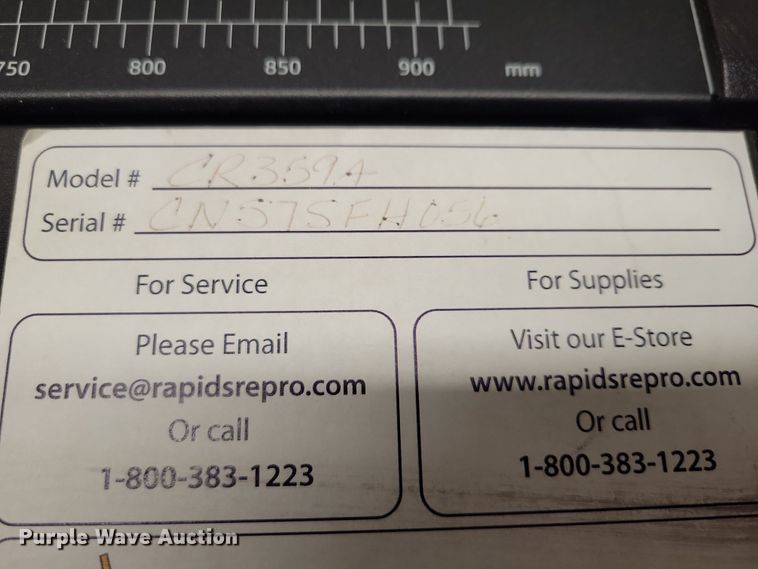 750 800 850 900 mm
Model # CR359A
Serial # CN575FH056
For Service For Supplies
Please Email Visit our E-Store
service@rapidsrepro.com www.rapidsrepro.com
Or call Or call
1-800-383-1223 1-800-383-1223
Purple Wave Auction